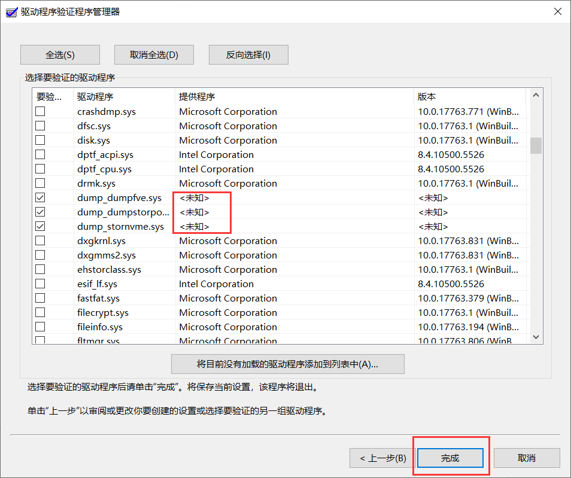 驱动程序验证程序管理器
全选(S) 取消全选(D) 反向选择(I)
选择要验证的驱动程序
要验... 驱动程序 提供程序 版本
crashdmp.sys Microsoft Corporation 10.0.17763.771 (WinB...
dfsc.sys Microsoft Corporation 10.0.17763.1 (WinBuil...
disk.sys Microsoft Corporation 10.0.17763.1 (WinBuil...
dptf_acpi.sys Intel Corporation 8.4.10500.5526
dptf_cpu.sys Intel Corporation 8.4.10500.5526
drmk.sys Microsoft Corporation 10.0.17763.1 (WinBuil...
dump_dumpfve.sys <未知> <未知>
dump_dumpstorpo... <未知> <未知>
dump_stornvme.sys <未知> <未知>
dxgkrnl.sys Microsoft Corporation 10.0.17763.831 (WinB...
dxgmms2.sys Microsoft Corporation 10.0.17763.831 (WinB...
ehstorclass.sys Microsoft Corporation 10.0.17763.1 (WinBuil...
esif_lf.sys Intel Corporation 8.4.10500.5526
fastfat.sys Microsoft Corporation 10.0.17763.379 (WinB...
filecrypt.sys Microsoft Corporation 10.0.17763.1 (WinBuil...
fileinfo.sys Microsoft Corporation 10.0.17763.194 (WinB...
fltmgr.sys Microsoft Corporation 10.0.17763.806 (WinB...
将目前没有加载的驱动程序添加到列表中(A)...
选择要验证的驱动程序后请单击“完成”。将保存当前设置，该程序将退出。
单击“上一步”以审阅或更改你要创建的设置或选择要验证的另一组驱动程序。
< 上一步(B) 完成 取消